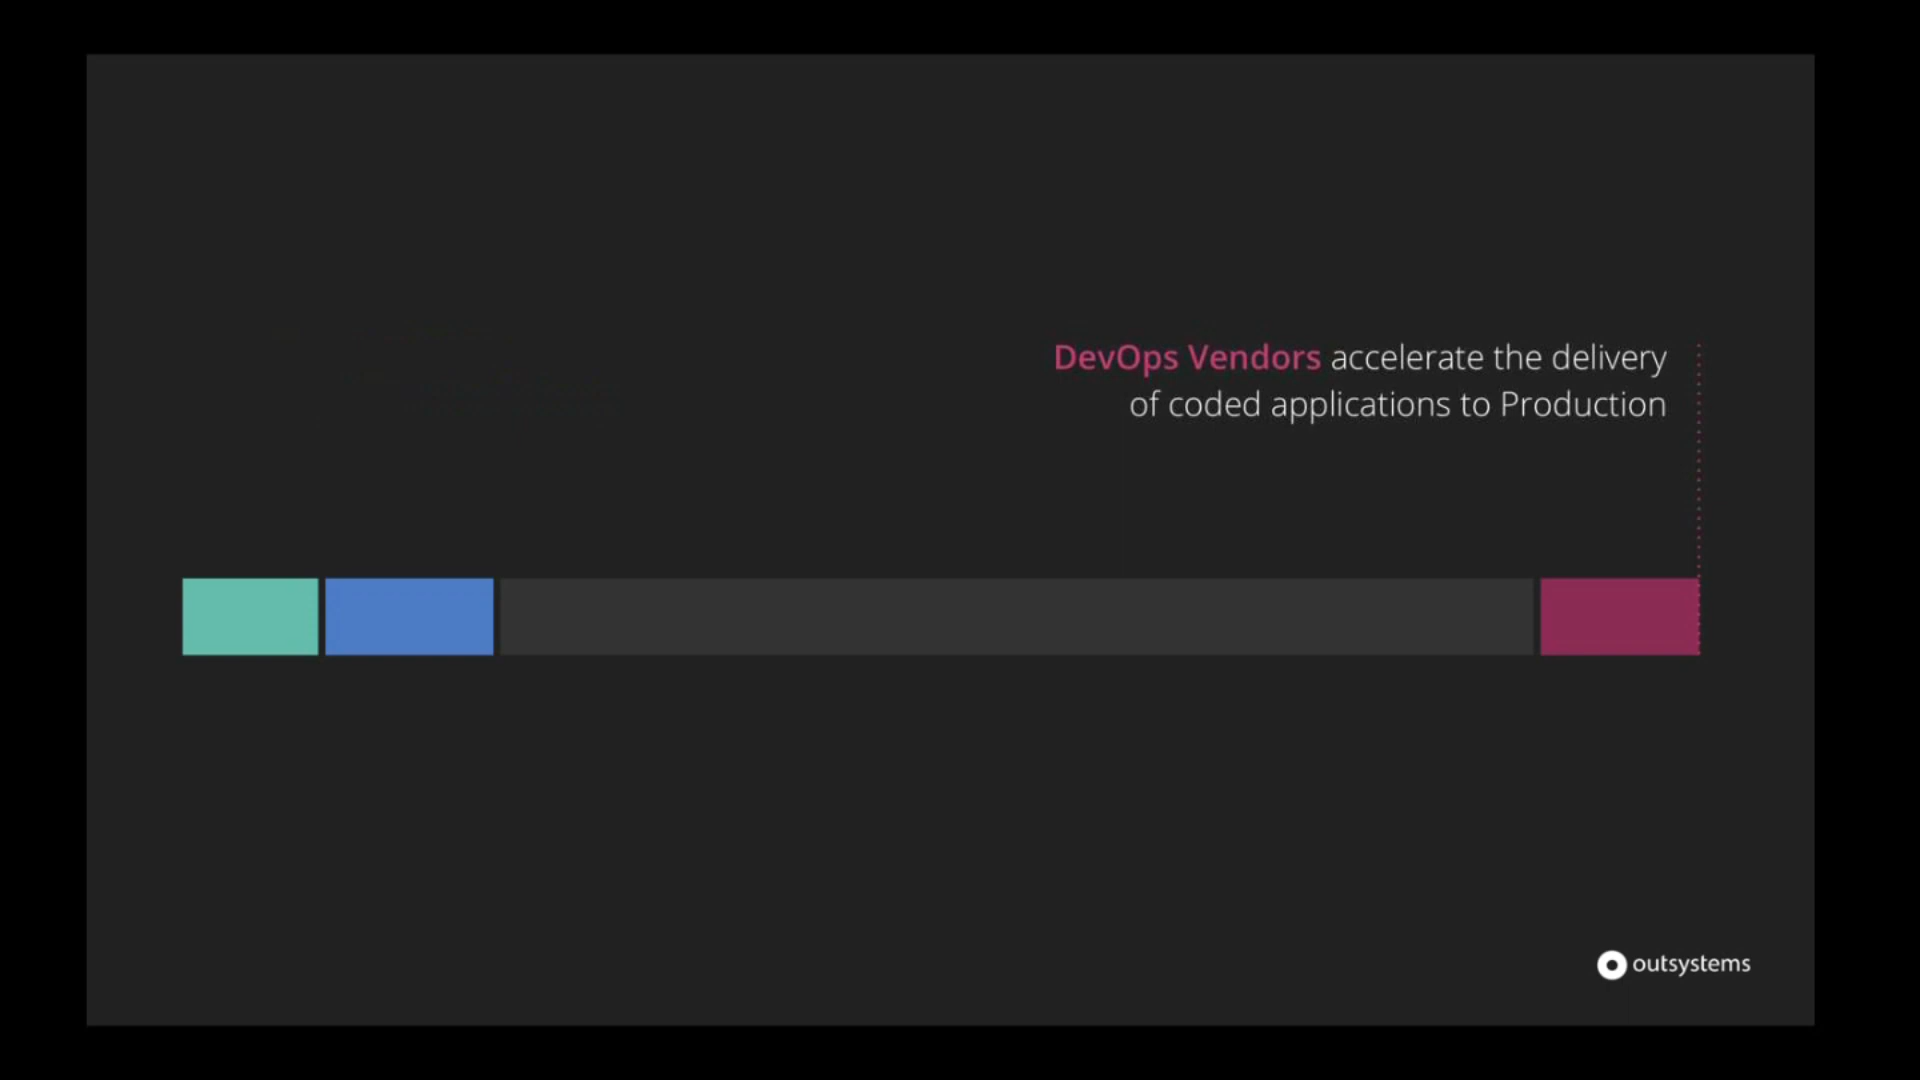 DevOps Vendors accelerate the delivery
of coded applications to Production
outsystems